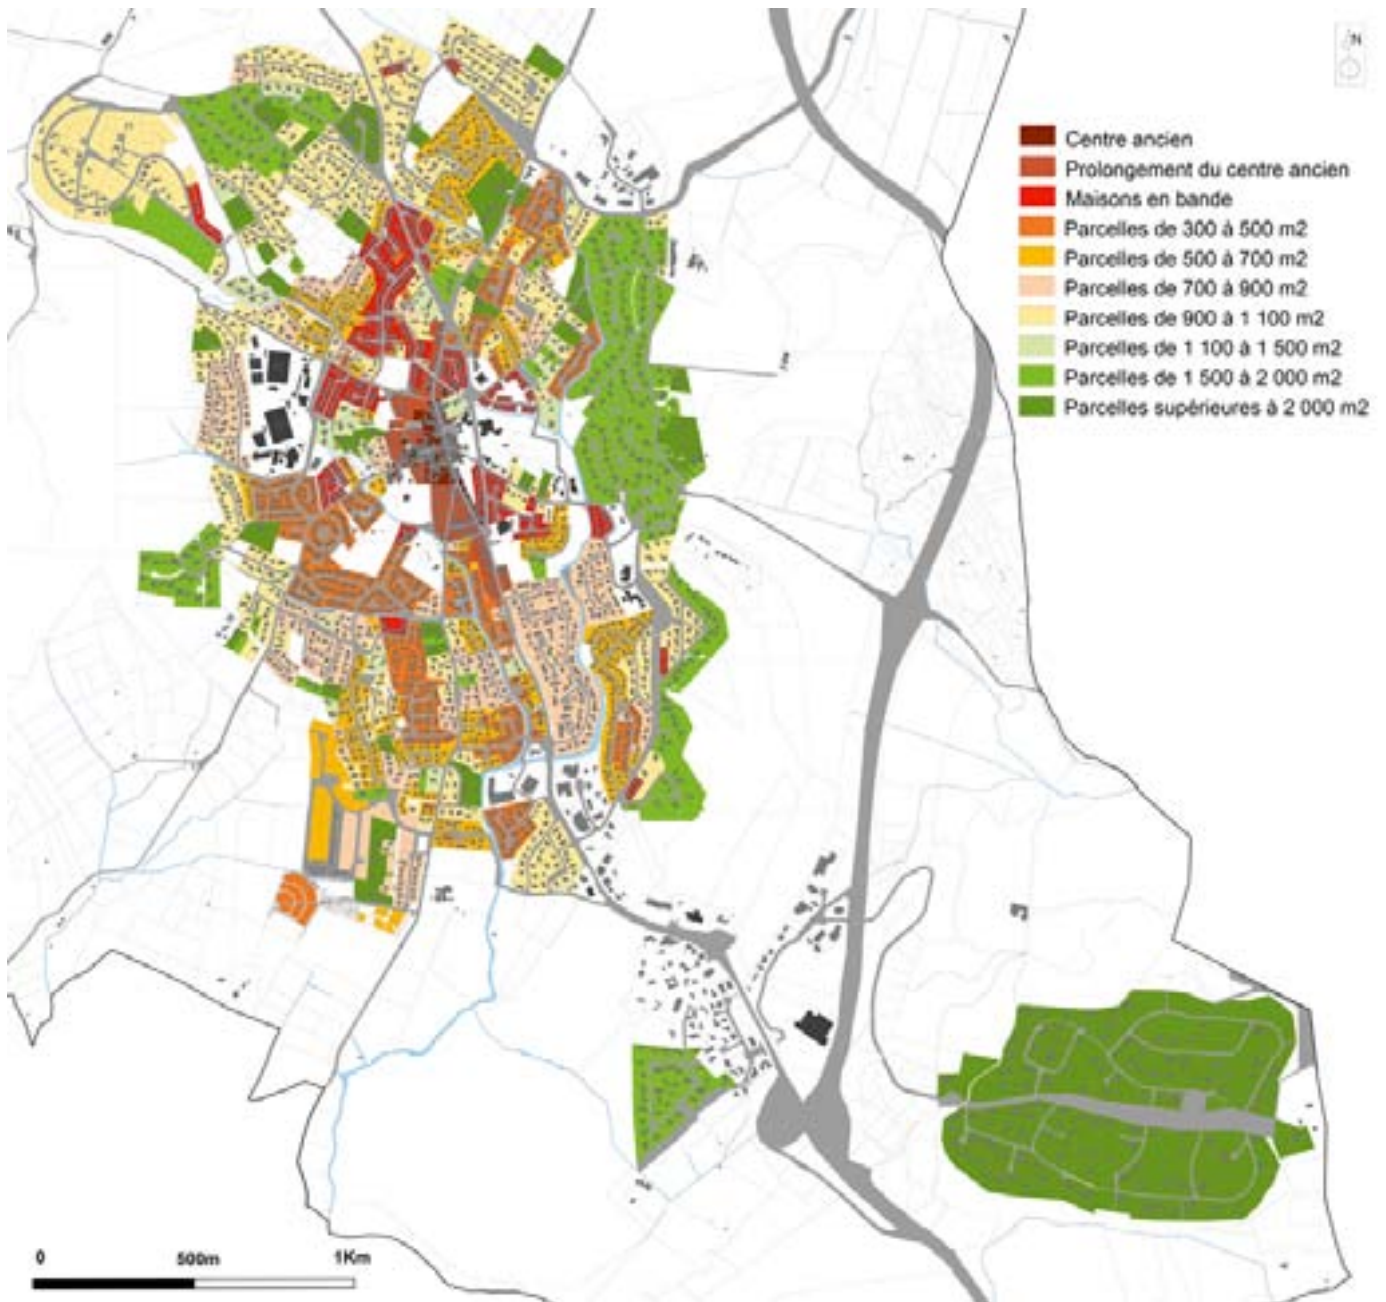 N
Centre ancien
Prolongement du centre ancien
Maisons en bande
Parcelles de 300 à 500 m2
Parcelles de 500 à 700 m2
Parcelles de 700 à 900 m2
Parcelles de 900 à 1 100 m2
Parcelles de 1 100 à 1 500 m2
Parcelles de 1 500 à 2 000 m2
Parcelles supérieures à 2 000 m2
0 500m 1Km